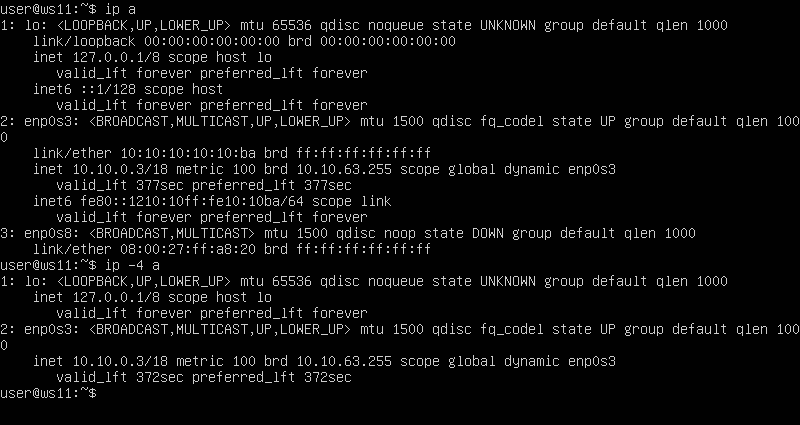 user@ws11:~$ ip a
1: lo: <LOOPBACK,UP,LOWER_UP> mtu 65536 qdisc noqueue state UNKNOWN group default qlen 1000
    link/loopback 00:00:00:00:00:00 brd 00:00:00:00:00:00
    inet 127.0.0.1/8 scope host lo
       valid_lft forever preferred_lft forever
    inet6 ::1/128 scope host
       valid_lft forever preferred_lft forever
2: enp0s3: <BROADCAST,MULTICAST,UP,LOWER_UP> mtu 1500 qdisc fq_codel state UP group default qlen 100
0
    link/ether 10:10:10:10:10:ba brd ff:ff:ff:ff:ff:ff
    inet 10.10.0.3/18 metric 100 brd 10.10.63.255 scope global dynamic enp0s3
       valid_lft 377sec preferred_lft 377sec
    inet6 fe80::1210:10ff:fe10:10ba/64 scope link
       valid_lft forever preferred_lft forever
3: enp0s8: <BROADCAST,MULTICAST> mtu 1500 qdisc noop state DOWN group default qlen 1000
    link/ether 08:00:27:ff:a8:20 brd ff:ff:ff:ff:ff:ff
user@ws11:~$ ip -4 a
1: lo: <LOOPBACK,UP,LOWER_UP> mtu 65536 qdisc noqueue state UNKNOWN group default qlen 1000
    inet 127.0.0.1/8 scope host lo
       valid_lft forever preferred_lft forever
2: enp0s3: <BROADCAST,MULTICAST,UP,LOWER_UP> mtu 1500 qdisc fq_codel state UP group default qlen 100
0
    inet 10.10.0.3/18 metric 100 brd 10.10.63.255 scope global dynamic enp0s3
       valid_lft 372sec preferred_lft 372sec
user@ws11:~$